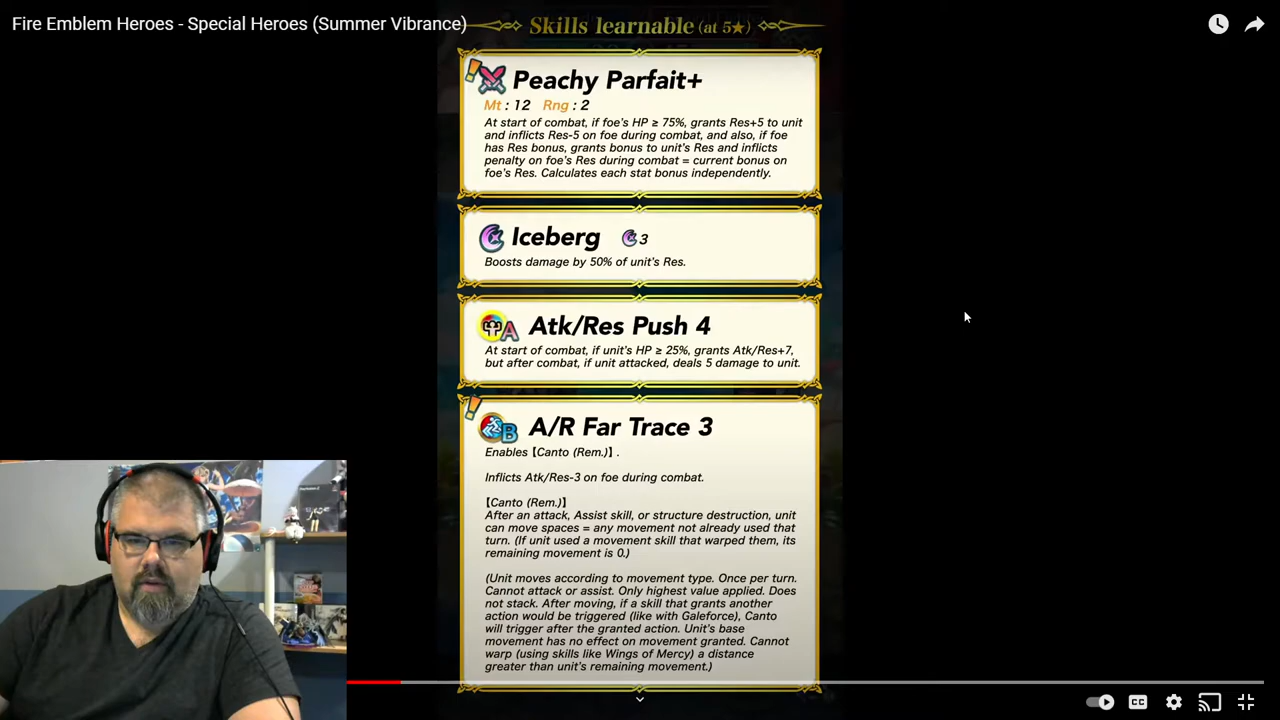 Fire Emblem Heroes - Special Heroes (Summer Vibrance)
Skills learnable (at 5★)
Peachy Parfait+
Mt : 12 Rng : 2
At start of combat, if foe's HP ≥ 75%, grants Res+5 to unit
and inflicts Res-5 on foe during combat, and also, if foe
has Res bonus, grants bonus to unit's Res and inflicts
penalty on foe's Res during combat = current bonus on
foe's Res. Calculates each stat bonus independently.
Iceberg 3
Boosts damage by 50% of unit's Res.
A Atk/Res Push 4
At start of combat, if unit's HP ≥ 25%, grants Atk/Res+7,
but after combat, if unit attacked, deals 5 damage to unit.
B A/R Far Trace 3
Enables【Canto (Rem.)】.
Inflicts Atk/Res-3 on foe during combat.
【Canto (Rem.)】
After an attack, Assist skill, or structure destruction, unit
can move spaces = any movement not already used that
turn. (If unit used a movement skill that warped them, its
remaining movement is 0.)
(Unit moves according to movement type. Once per turn.
Cannot attack or assist. Only highest value applied. Does
not stack. After moving, if a skill that grants another
action would be triggered (like with Galeforce), Canto
will trigger after the granted action. Unit's base
movement has no effect on movement granted. Cannot
warp (using skills like Wings of Mercy) a distance
greater than unit's remaining movement.)
CC